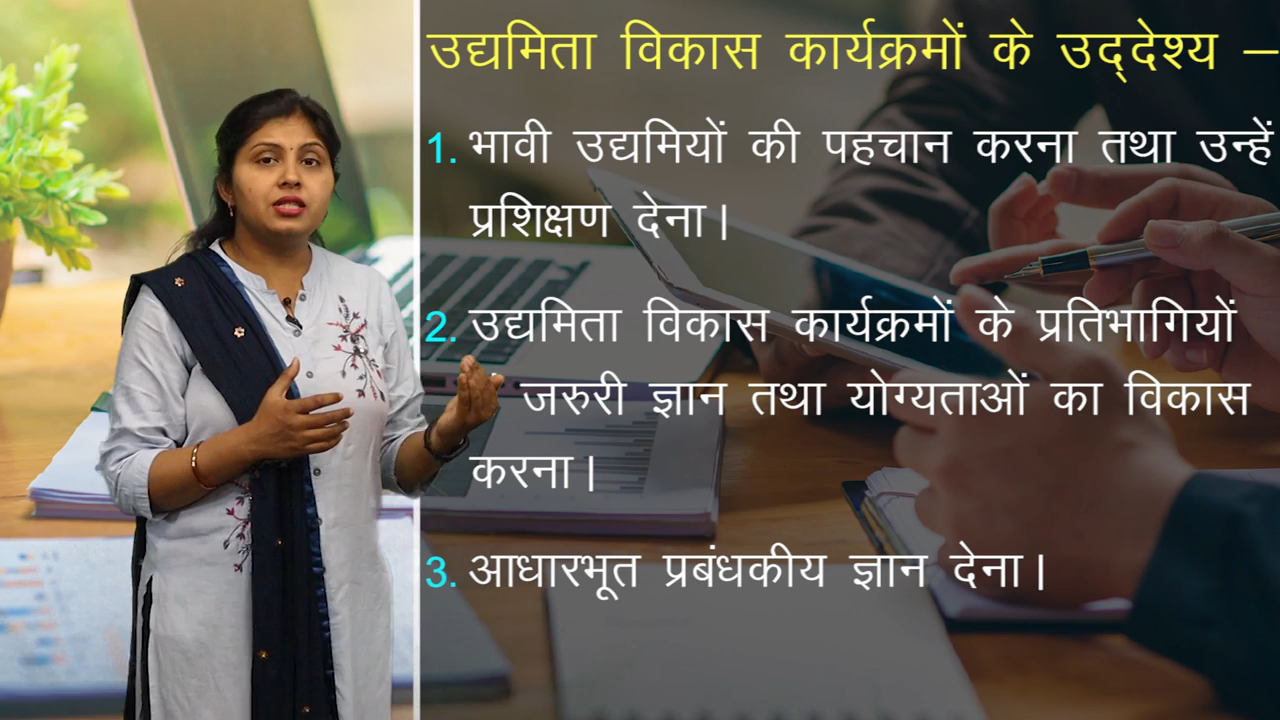 उद्यमिता विकास कार्यक्रमों के उद्‌देश्य –
1. भावी उद्यमियों की पहचान करना तथा उन्हें
प्रशिक्षण देना।
2. उद्यमिता विकास कार्यक्रमों के प्रतिभागियों
जरुरी ज्ञान तथा योग्यताओं का विकास
करना।
3. आधारभूत प्रबंधकीय ज्ञान देना।